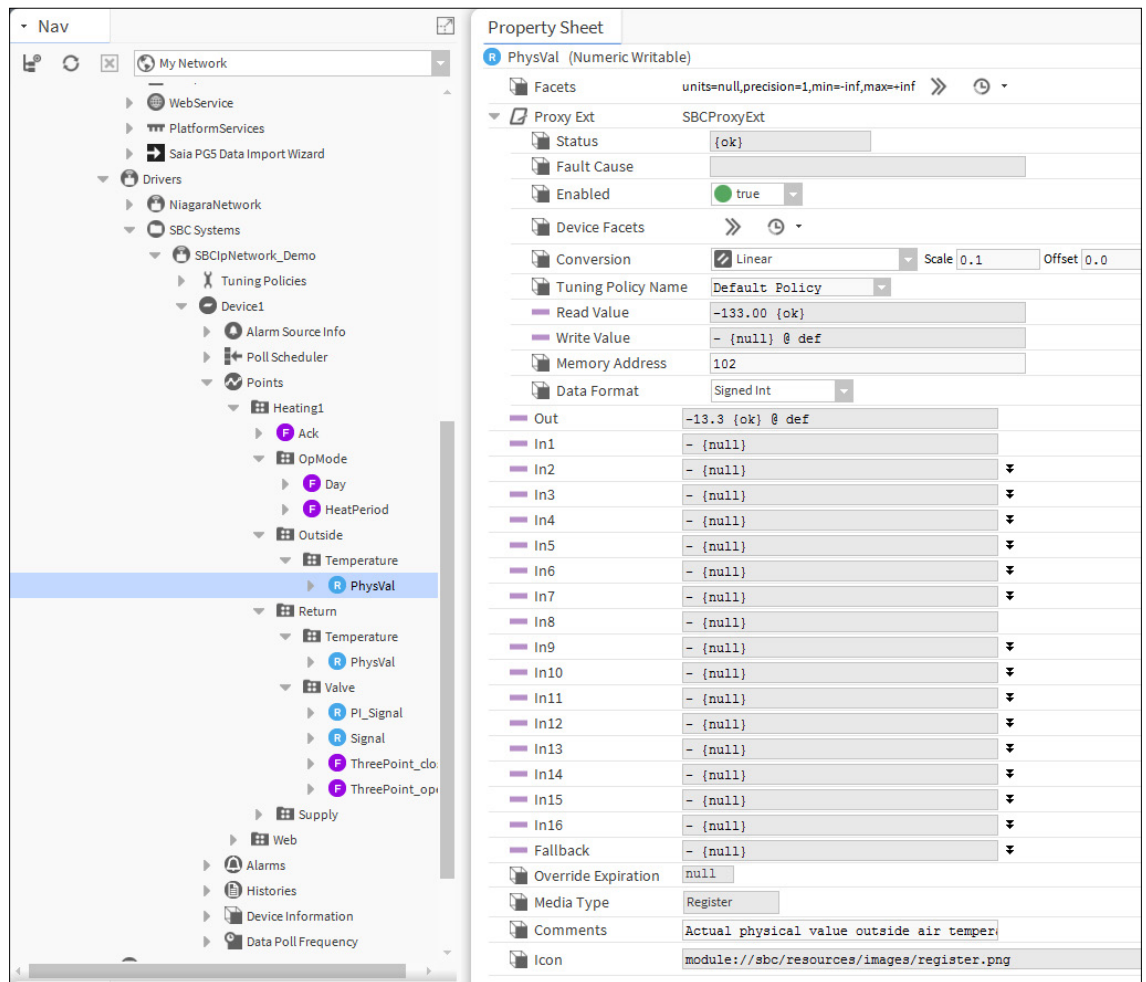 Nav
My Network
WebService
PlatformServices
Saia PG5 Data Import Wizard
Drivers
NiagaraNetwork
SBC Systems
SBCIpNetwork_Demo
Tuning Policies
Device1
Alarm Source Info
Poll Scheduler
Points
Heating1
F Ack
OpMode
F Day
F HeatPeriod
Outside
Temperature
R PhysVal
Return
Temperature
R PhysVal
Valve
R PI_Signal
R Signal
F ThreePoint_clo
F ThreePoint_ope
Supply
Web
Alarms
Histories
Device Information
Data Poll Frequency
Property Sheet
R PhysVal (Numeric Writable)
Facets units=null,precision=1,min=-inf,max=+inf
Proxy Ext SBCProxyExt
Status {ok}
Fault Cause
Enabled true
Device Facets
Conversion Linear Scale 0.1 Offset 0.0
Tuning Policy Name Default Policy
Read Value -133.00 {ok}
Write Value - {null} @ def
Memory Address 102
Data Format Signed Int
Out -13.3 {ok} @ def
In1 - {null}
In2 - {null}
In3 - {null}
In4 - {null}
In5 - {null}
In6 - {null}
In7 - {null}
In8 - {null}
In9 - {null}
In10 - {null}
In11 - {null}
In12 - {null}
In13 - {null}
In14 - {null}
In15 - {null}
In16 - {null}
Fallback - {null}
Override Expiration null
Media Type Register
Comments Actual physical value outside air tempera
Icon module://sbc/resources/images/register.png